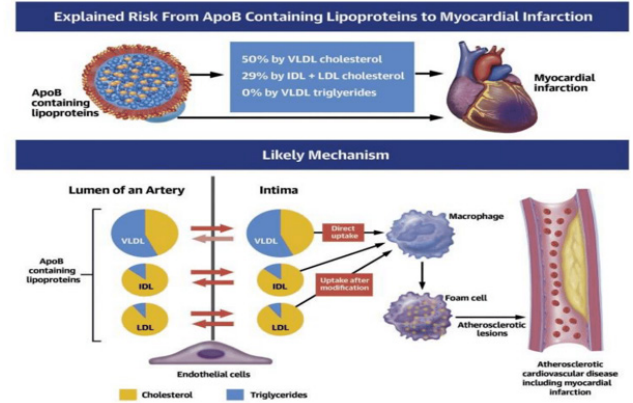 Explained Risk From ApoB Containing Lipoproteins to Myocardial Infarction
ApoB
containing
lipoproteins
50% by VLDL cholesterol
29% by IDL + LDL cholesterol
0% by VLDL triglycerides
Myocardial
infarction
Likely Mechanism
Lumen of an Artery
Intima
ApoB
containing
lipoproteins
VLDL
IDL
LDL
VLDL
IDL
LDL
Direct
uptake
Uptake after
modification
Macrophage
Foam cell
Atherosclerotic
lesions
Endothelial cells
Cholesterol
Triglycerides
Atherosclerotic
cardiovascular disease
including myocardial
infarction